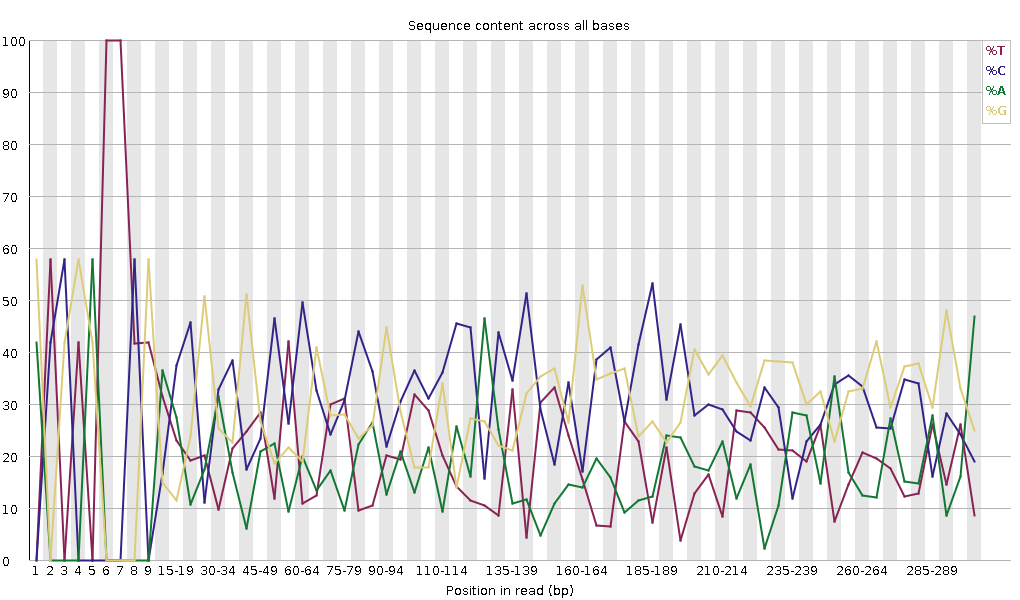 Sequence content across all bases
%T
%C
%A
%G
100
90
80
70
60
50
40
30
20
10
0
1 2 3 4 5 6 7 8 9 15-19 30-34 45-49 60-64 75-79 90-94 110-114 135-139 160-164 185-189 210-214 235-239 260-264 285-289
Position in read (bp)